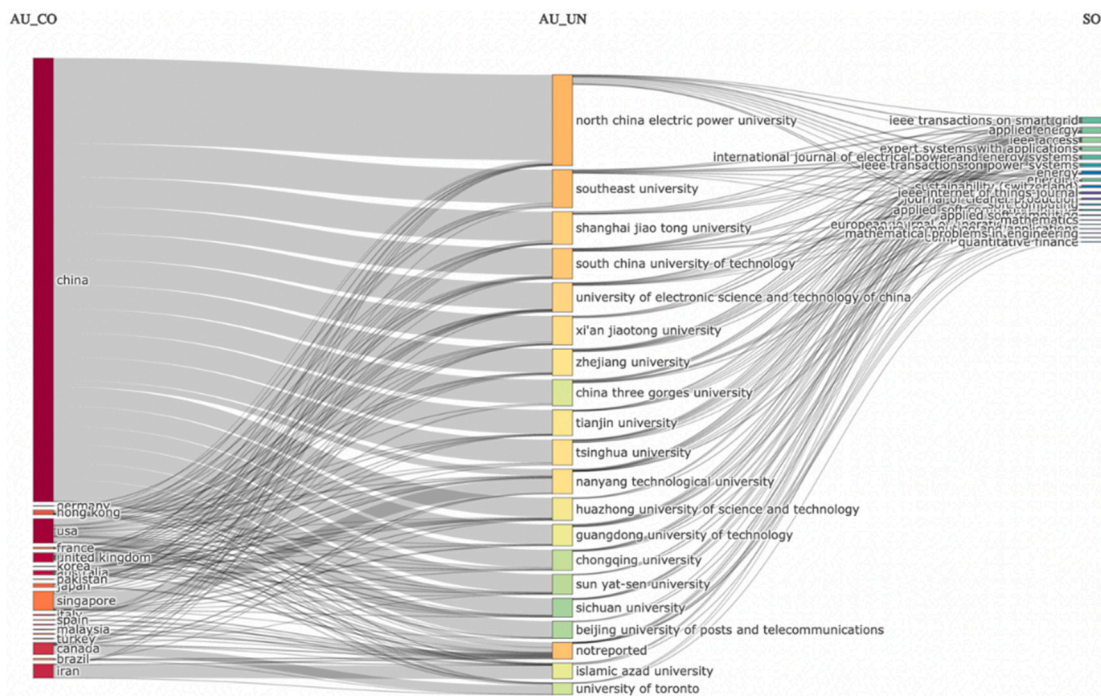 AU_CO
AU_UN
SO
china
germany
hong kong
usa
france
united kingdom
korea
australia
pakistan
japan
singapore
italy
spain
malaysia
turkey
canada
brazil
iran
north china electric power university
southeast university
shanghai jiao tong university
south china university of technology
university of electronic science and technology of china
xi'an jiaotong university
zhejiang university
china three gorges university
tianjin university
tsinghua university
nanyang technological university
huazhong university of science and technology
guangdong university of technology
chongqing university
sun yat-sen university
sichuan university
beijing university of posts and telecommunications
notreported
islamic azad university
university of toronto
ieee transactions on smart grid
applied energy
ieee access
expert systems with applications
international journal of electrical power and energy systems
ieee transactions on power systems
energy
energies
sustainability (switzerland)
ieee internet of things journal
journal of cleaner production
applied soft computing
mathematics
european journal of
mathematical problems in engineering
quantitative finance